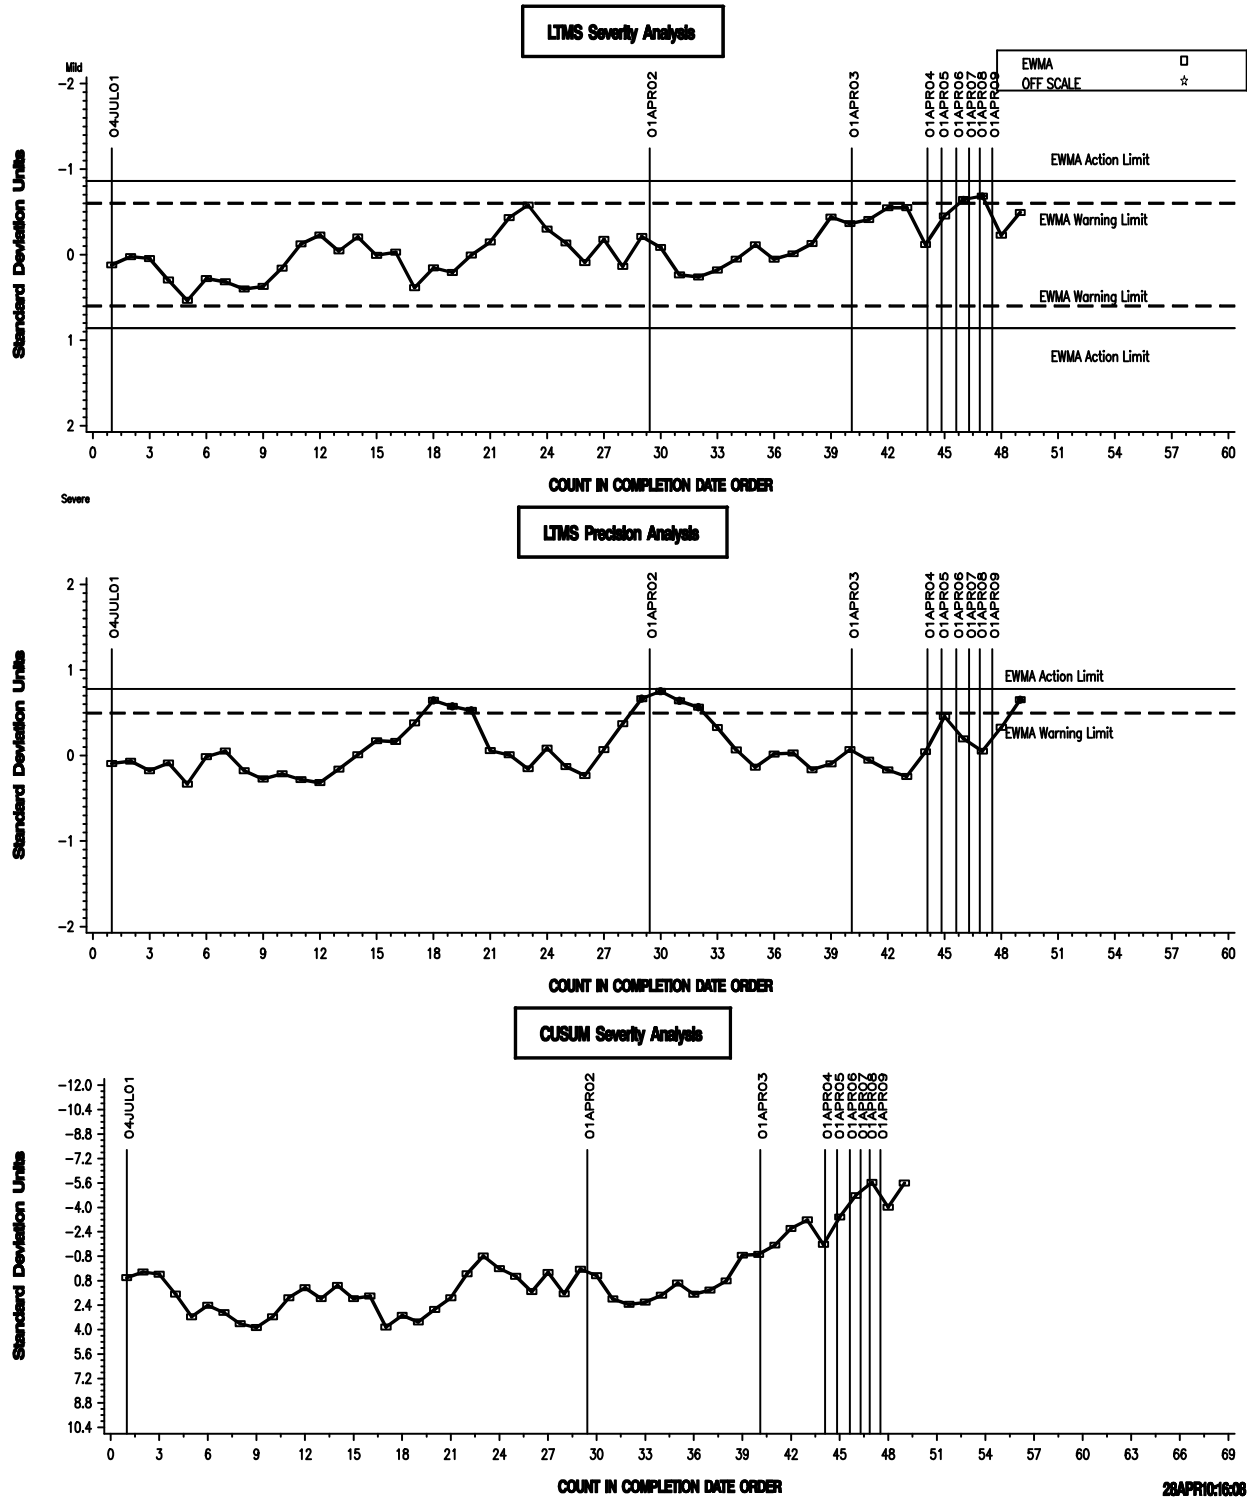 LTMS Severity Analysis
EWMA
OFF SCALE
Mild
-2
-1
0
1
2
Standard Deviation Units
04JUL01
01APR02
01APR03
01APR04
01APR05
01APR06
01APR07
01APR08
01APR09
EWMA Action Limit
EWMA Warning Limit
EWMA Warning Limit
EWMA Action Limit
0 3 6 9 12 15 18 21 24 27 30 33 36 39 42 45 48 51 54 57 60
COUNT IN COMPLETION DATE ORDER
Severe
LTMS Precision Analysis
2
1
0
-1
-2
Standard Deviation Units
04JUL01
01APR02
01APR03
01APR04
01APR05
01APR06
01APR07
01APR08
01APR09
EWMA Action Limit
EWMA Warning Limit
0 3 6 9 12 15 18 21 24 27 30 33 36 39 42 45 48 51 54 57 60
COUNT IN COMPLETION DATE ORDER
CUSUM Severity Analysis
-12.0
-10.4
-8.8
-7.2
-5.6
-4.0
-2.4
-0.8
0.8
2.4
4.0
5.6
7.2
8.8
10.4
Standard Deviation Units
04JUL01
01APR02
01APR03
01APR04
01APR05
01APR06
01APR07
01APR08
01APR09
0 3 6 9 12 15 18 21 24 27 30 33 36 39 42 45 48 51 54 57 60 63 66 69
COUNT IN COMPLETION DATE ORDER
28APR10:16:08